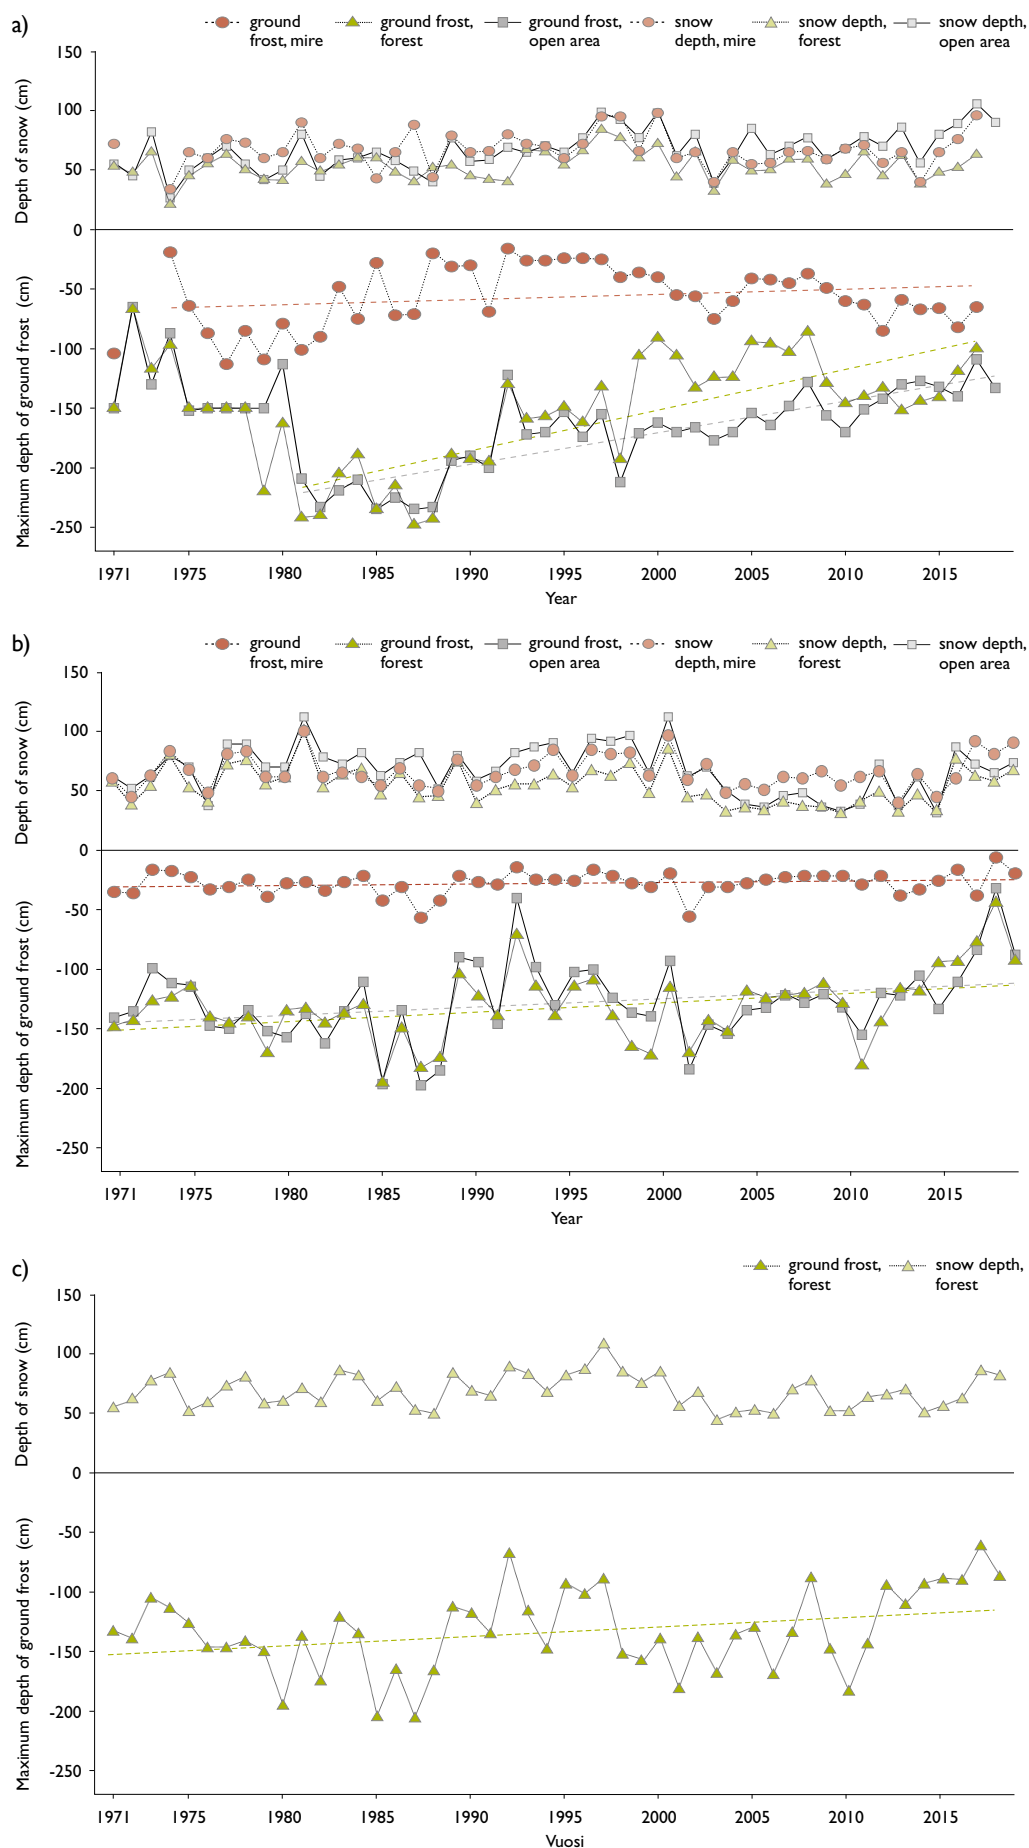 a)
ground frost, mire
ground frost, forest
ground frost, open area
snow depth, mire
snow depth, forest
snow depth, open area
Depth of snow (cm)
150
100
50
0
Maximum depth of ground frost (cm)
-50
-100
-150
-200
-250
1971 1975 1980 1985 1990 1995 2000 2005 2010 2015
Year
b)
ground frost, mire
ground frost, forest
ground frost, open area
snow depth, mire
snow depth, forest
snow depth, open area
Depth of snow (cm)
150
100
50
0
Maximum depth of ground frost (cm)
-50
-100
-150
-200
-250
1971 1975 1980 1985 1990 1995 2000 2005 2010 2015
Year
c)
ground frost, forest
snow depth, forest
Depth of snow (cm)
150
100
50
0
Maximum depth of ground frost (cm)
-50
-100
-150
-200
-250
1971 1975 1980 1985 1990 1995 2000 2005 2010 2015
Vuosi